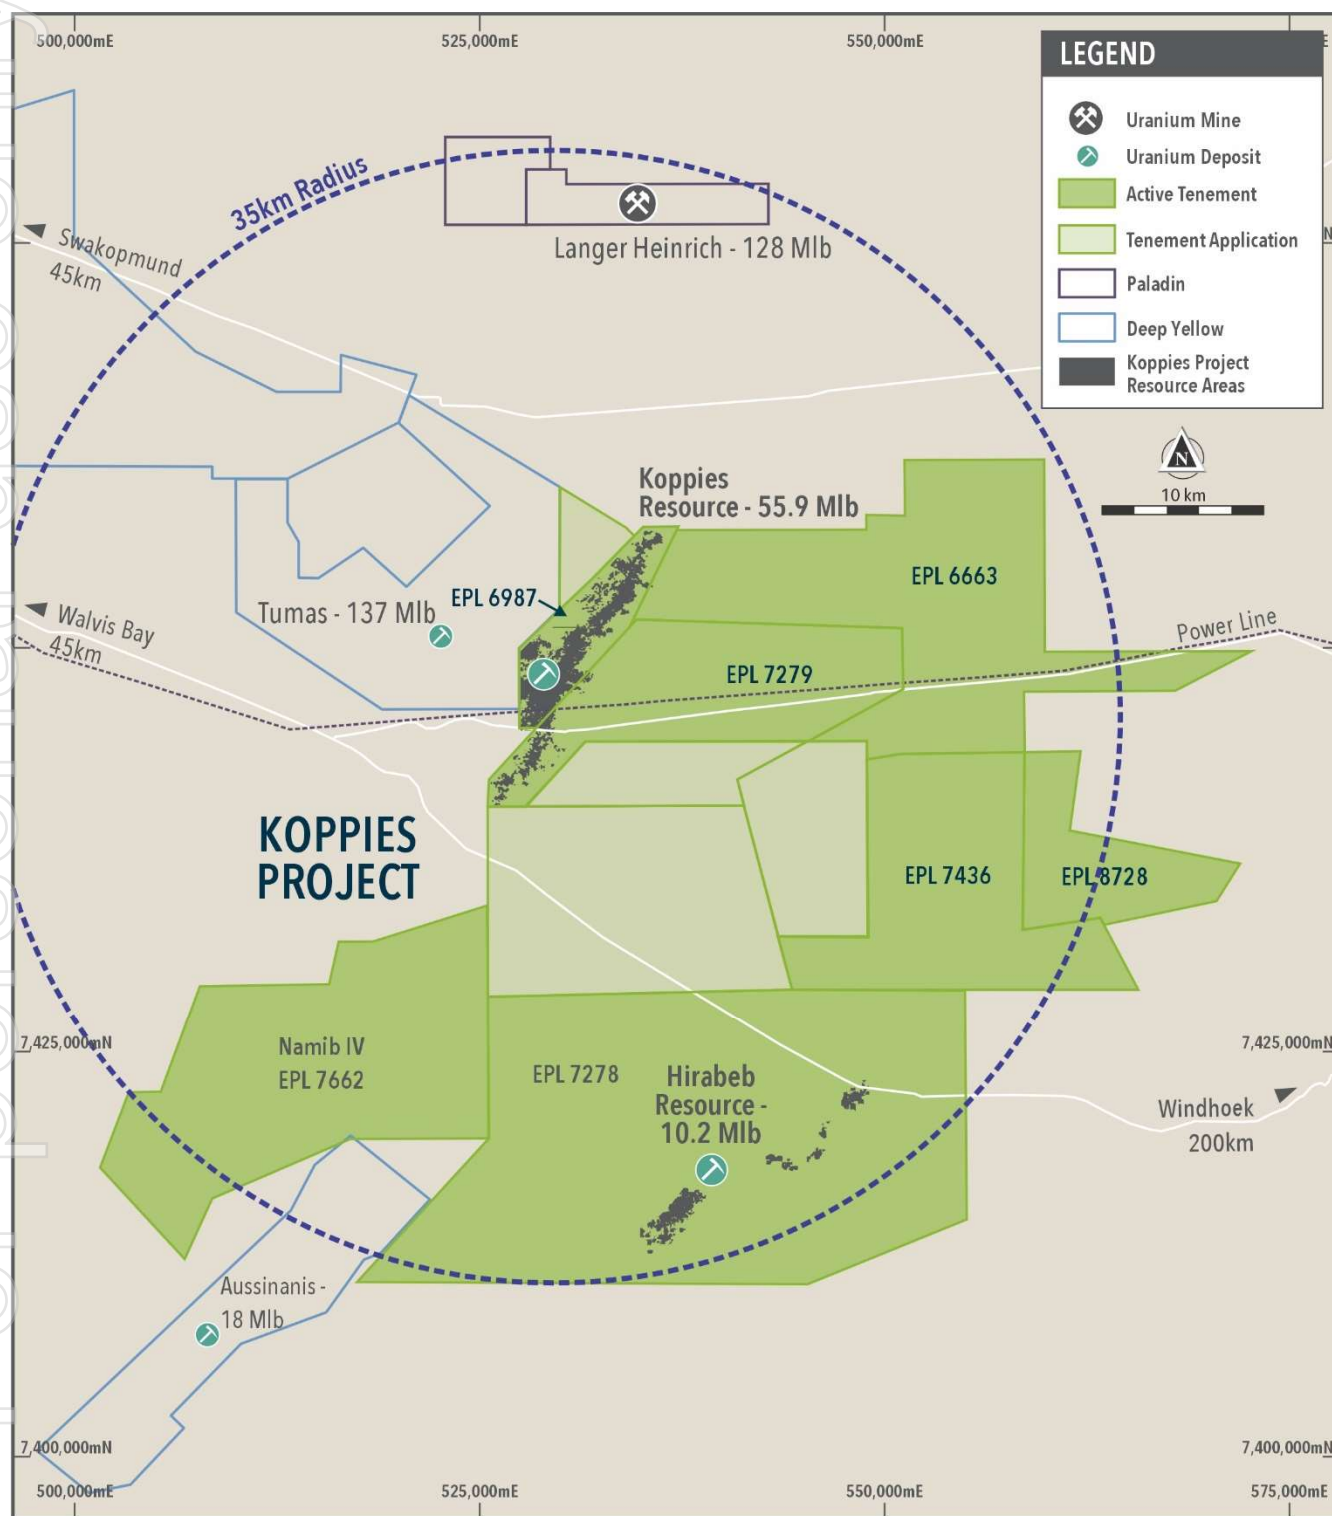 500,000mE
525,000mE
550,000mE
LEGEND
Uranium Mine
Uranium Deposit
Active Tenement
Tenement Application
Paladin
Deep Yellow
Koppies Project
Resource Areas
35km Radius
Swakopmund
45km
Langer Heinrich - 128 Mlb
N
10 km
Koppies
Resource - 55.9 Mlb
EPL 6663
EPL 6987
Tumas - 137 Mlb
Walvis Bay
45km
Power Line
EPL 7279
KOPPIES
PROJECT
EPL 7436
EPL 8728
7,425,000mN
7,425,000mN
Namib IV
EPL 7662
EPL 7278
Hirabeb
Resource -
10.2 Mlb
Windhoek
200km
Aussinanis -
18 Mlb
7,400,000mN
7,400,000mN
500,000mE
525,000mE
550,000mE
575,000mE